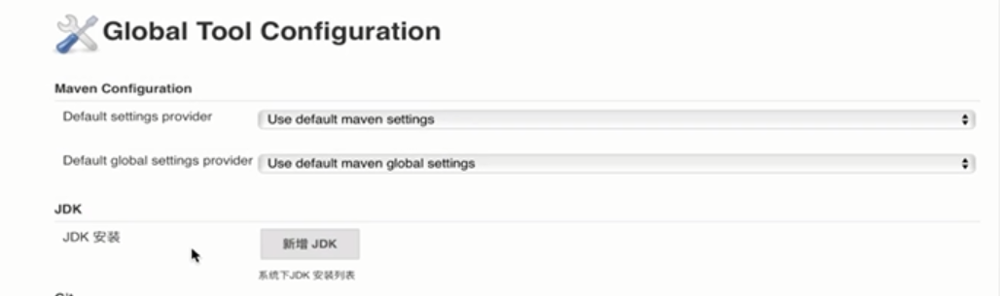 Global Tool Configuration
Maven Configuration
Default settings provider
Use default maven settings
Default global settings provider
Use default maven global settings
JDK
JDK 安装
新增 JDK
系统下JDK 安装列表